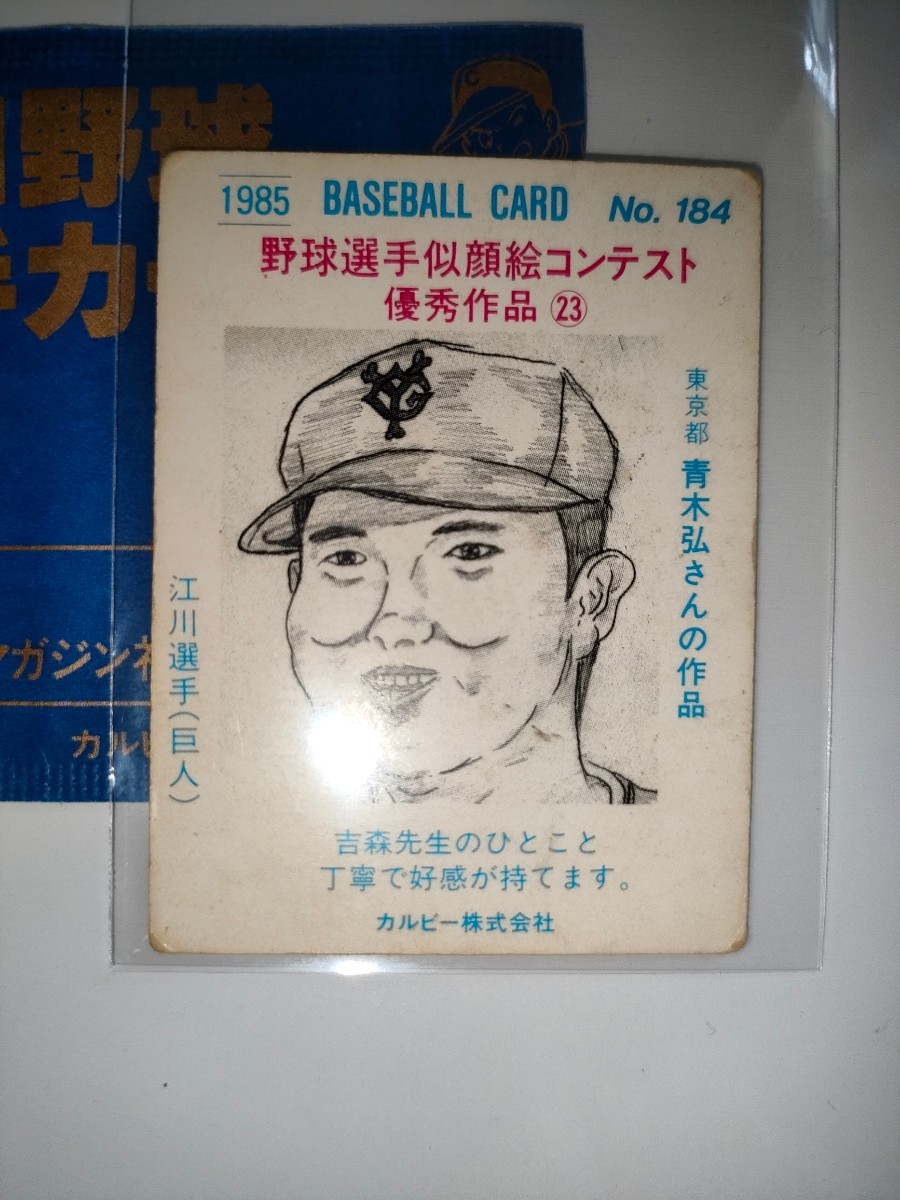 野球
カ
マガジン社
カルビ
C
1985 BASEBALL CARD No. 184
野球選手似顔絵コンテスト
優秀作品 ㉓
東京都 青木弘さんの作品
江川選手(巨人)
吉森先生のひとこと
丁寧で好感が持てます。
カルビー株式会社